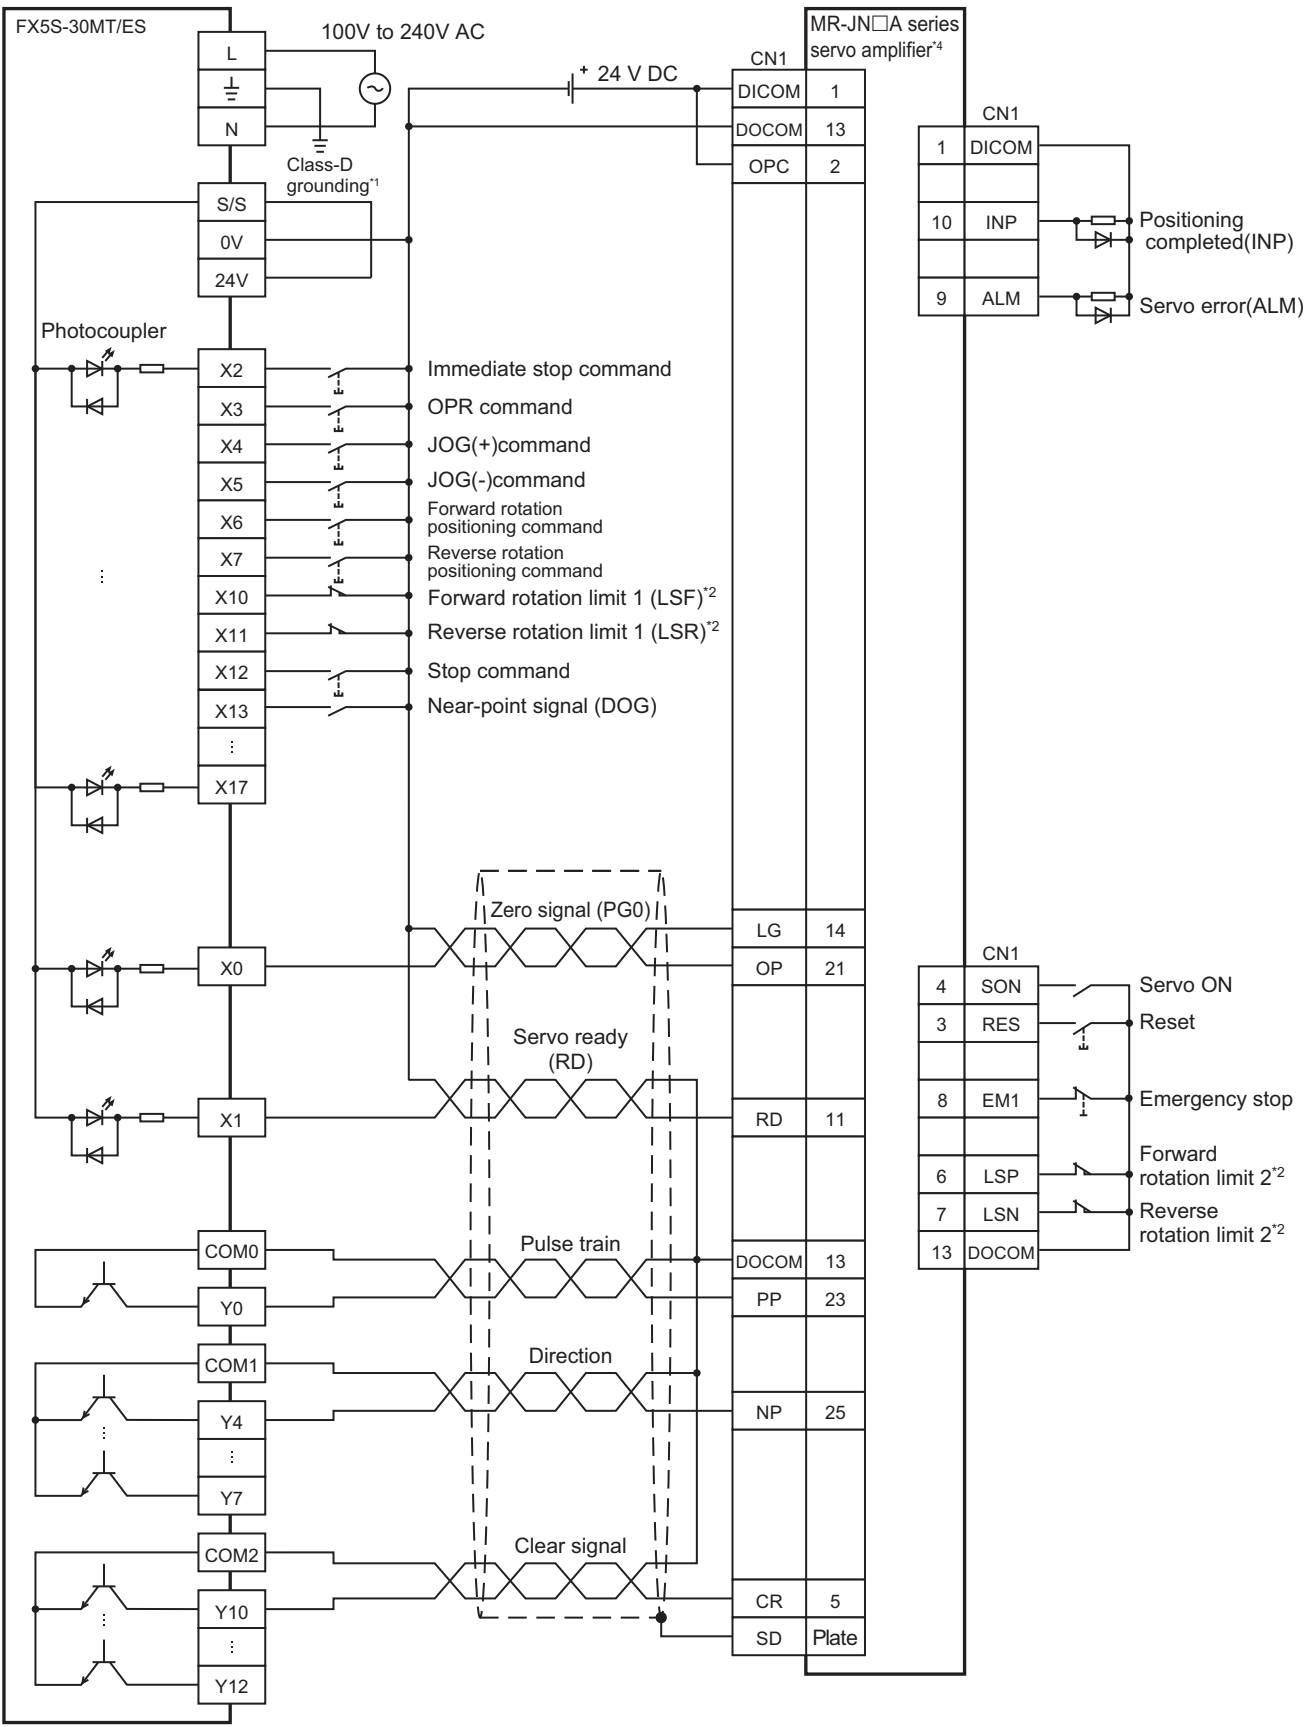 FX5S-30MT/ES
100V to 240V AC
L
N
Class-D
grounding*1
S/S
0V
24V
Photocoupler
X2
Immediate stop command
X3
OPR command
X4
JOG(+)command
X5
JOG(-)command
X6
Forward rotation
positioning command
X7
Reverse rotation
positioning command
X10
Forward rotation limit 1 (LSF)*2
X11
Reverse rotation limit 1 (LSR)*2
X12
Stop command
X13
Near-point signal (DOG)
X17
X0
Zero signal (PG0)
X1
Servo ready
(RD)
COM0
Y0
Pulse train
COM1
Y4
Y7
Direction
COM2
Y10
Y12
Clear signal
+ 24 V DC
MR-JN□A series
servo amplifier*4
CN1
DICOM 1
DOCOM 13
OPC 2
LG 14
OP 21
RD 11
DOCOM 13
PP 23
NP 25
CR 5
SD Plate
CN1
1 DICOM
10 INP
Positioning
completed(INP)
9 ALM
Servo error(ALM)
CN1
4 SON Servo ON
3 RES Reset
8 EM1 Emergency stop
6 LSP
Forward
rotation limit 2*2
7 LSN
Reverse
rotation limit 2*2
13 DOCOM